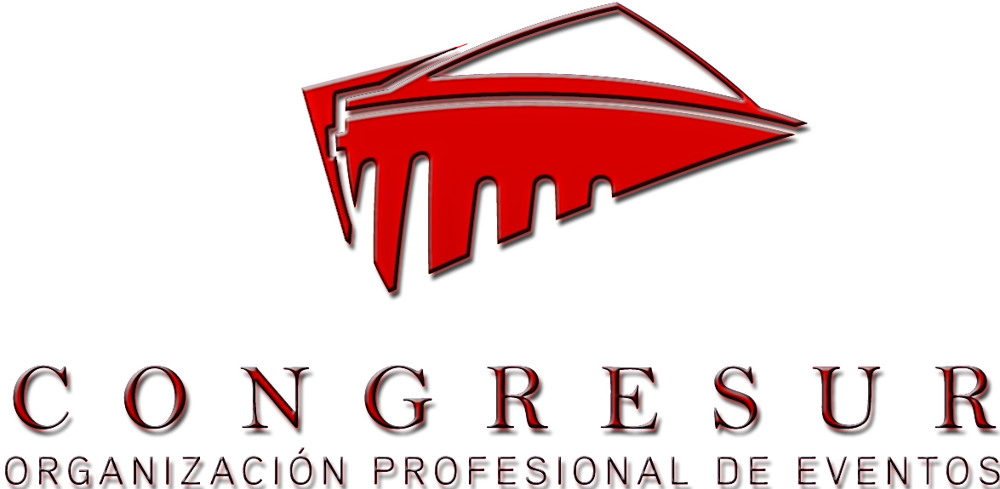 CONGRESUR
ORGANIZACIÓN PROFESIONAL DE EVENTOS